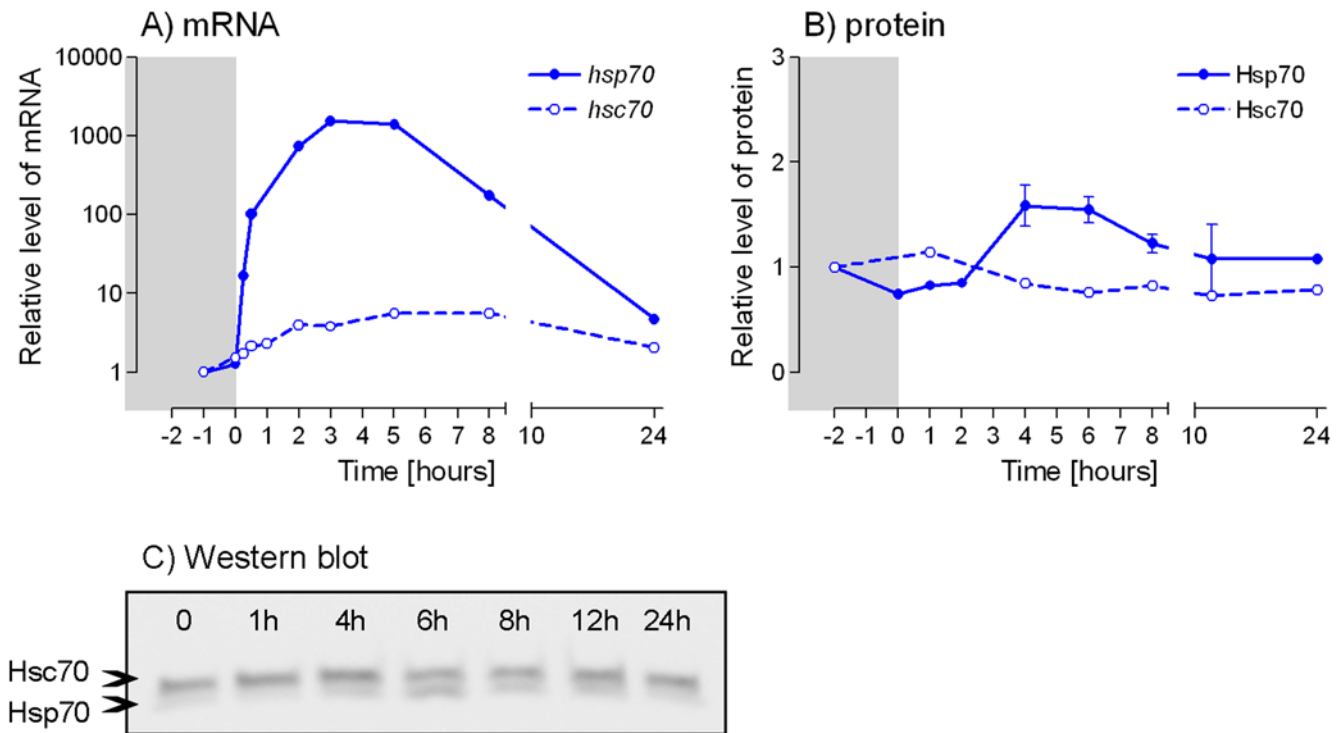 A) mRNA
10000
1000
100
10
1
Relative level of mRNA
hsp70
hsc70
-2 -1 0 1 2 3 4 5 6 7 8 10 24
Time [hours]
B) protein
3
2
1
0
Relative level of protein
Hsp70
Hsc70
-2 -1 0 1 2 3 4 5 6 7 8 10 24
Time [hours]
C) Western blot
0 1h 4h 6h 8h 12h 24h
Hsc70
Hsp70